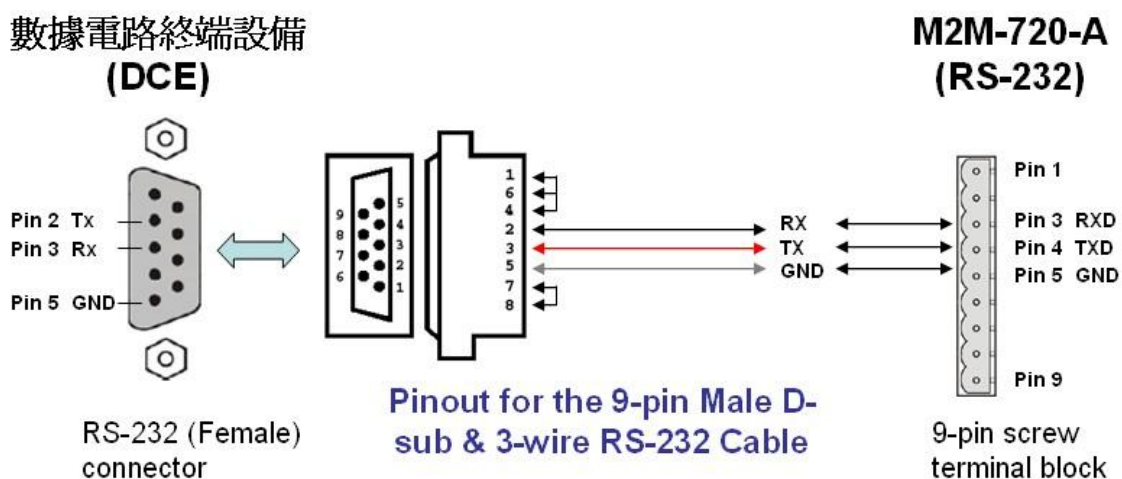 數據電路終端設備
(DCE)
M2M-720-A
(RS-232)
Pin 2 Tx
Pin 3 Rx
Pin 5 GND
9
8
7
6
5
4
3
2
1
1
6
4
2
3
5
7
8
RX
TX
GND
Pin 1
Pin 3 RXD
Pin 4 TXD
Pin 5 GND
Pin 9
RS-232 (Female)
connector
Pinout for the 9-pin Male D-
sub & 3-wire RS-232 Cable
9-pin screw
terminal block